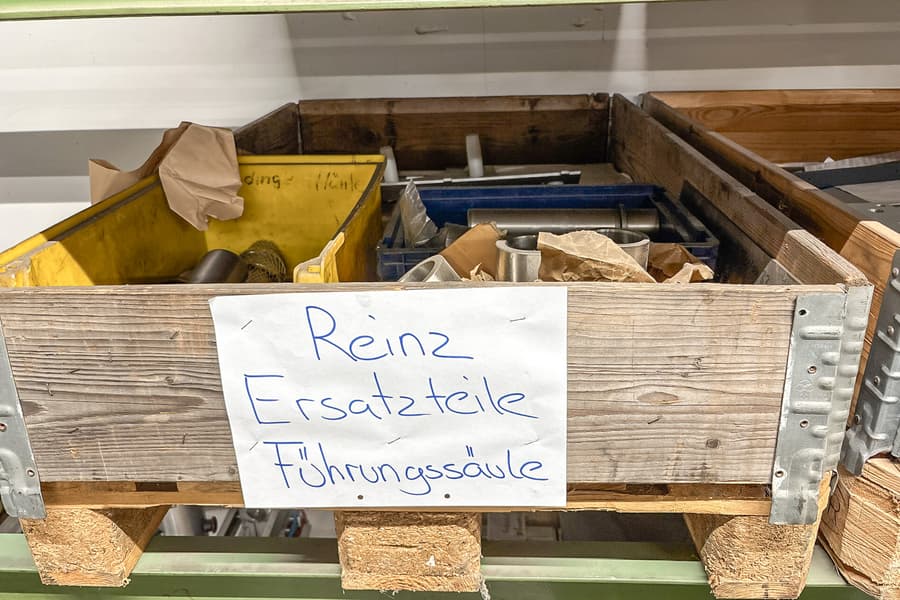 Reinz
Ersatzteile
Führungssäule